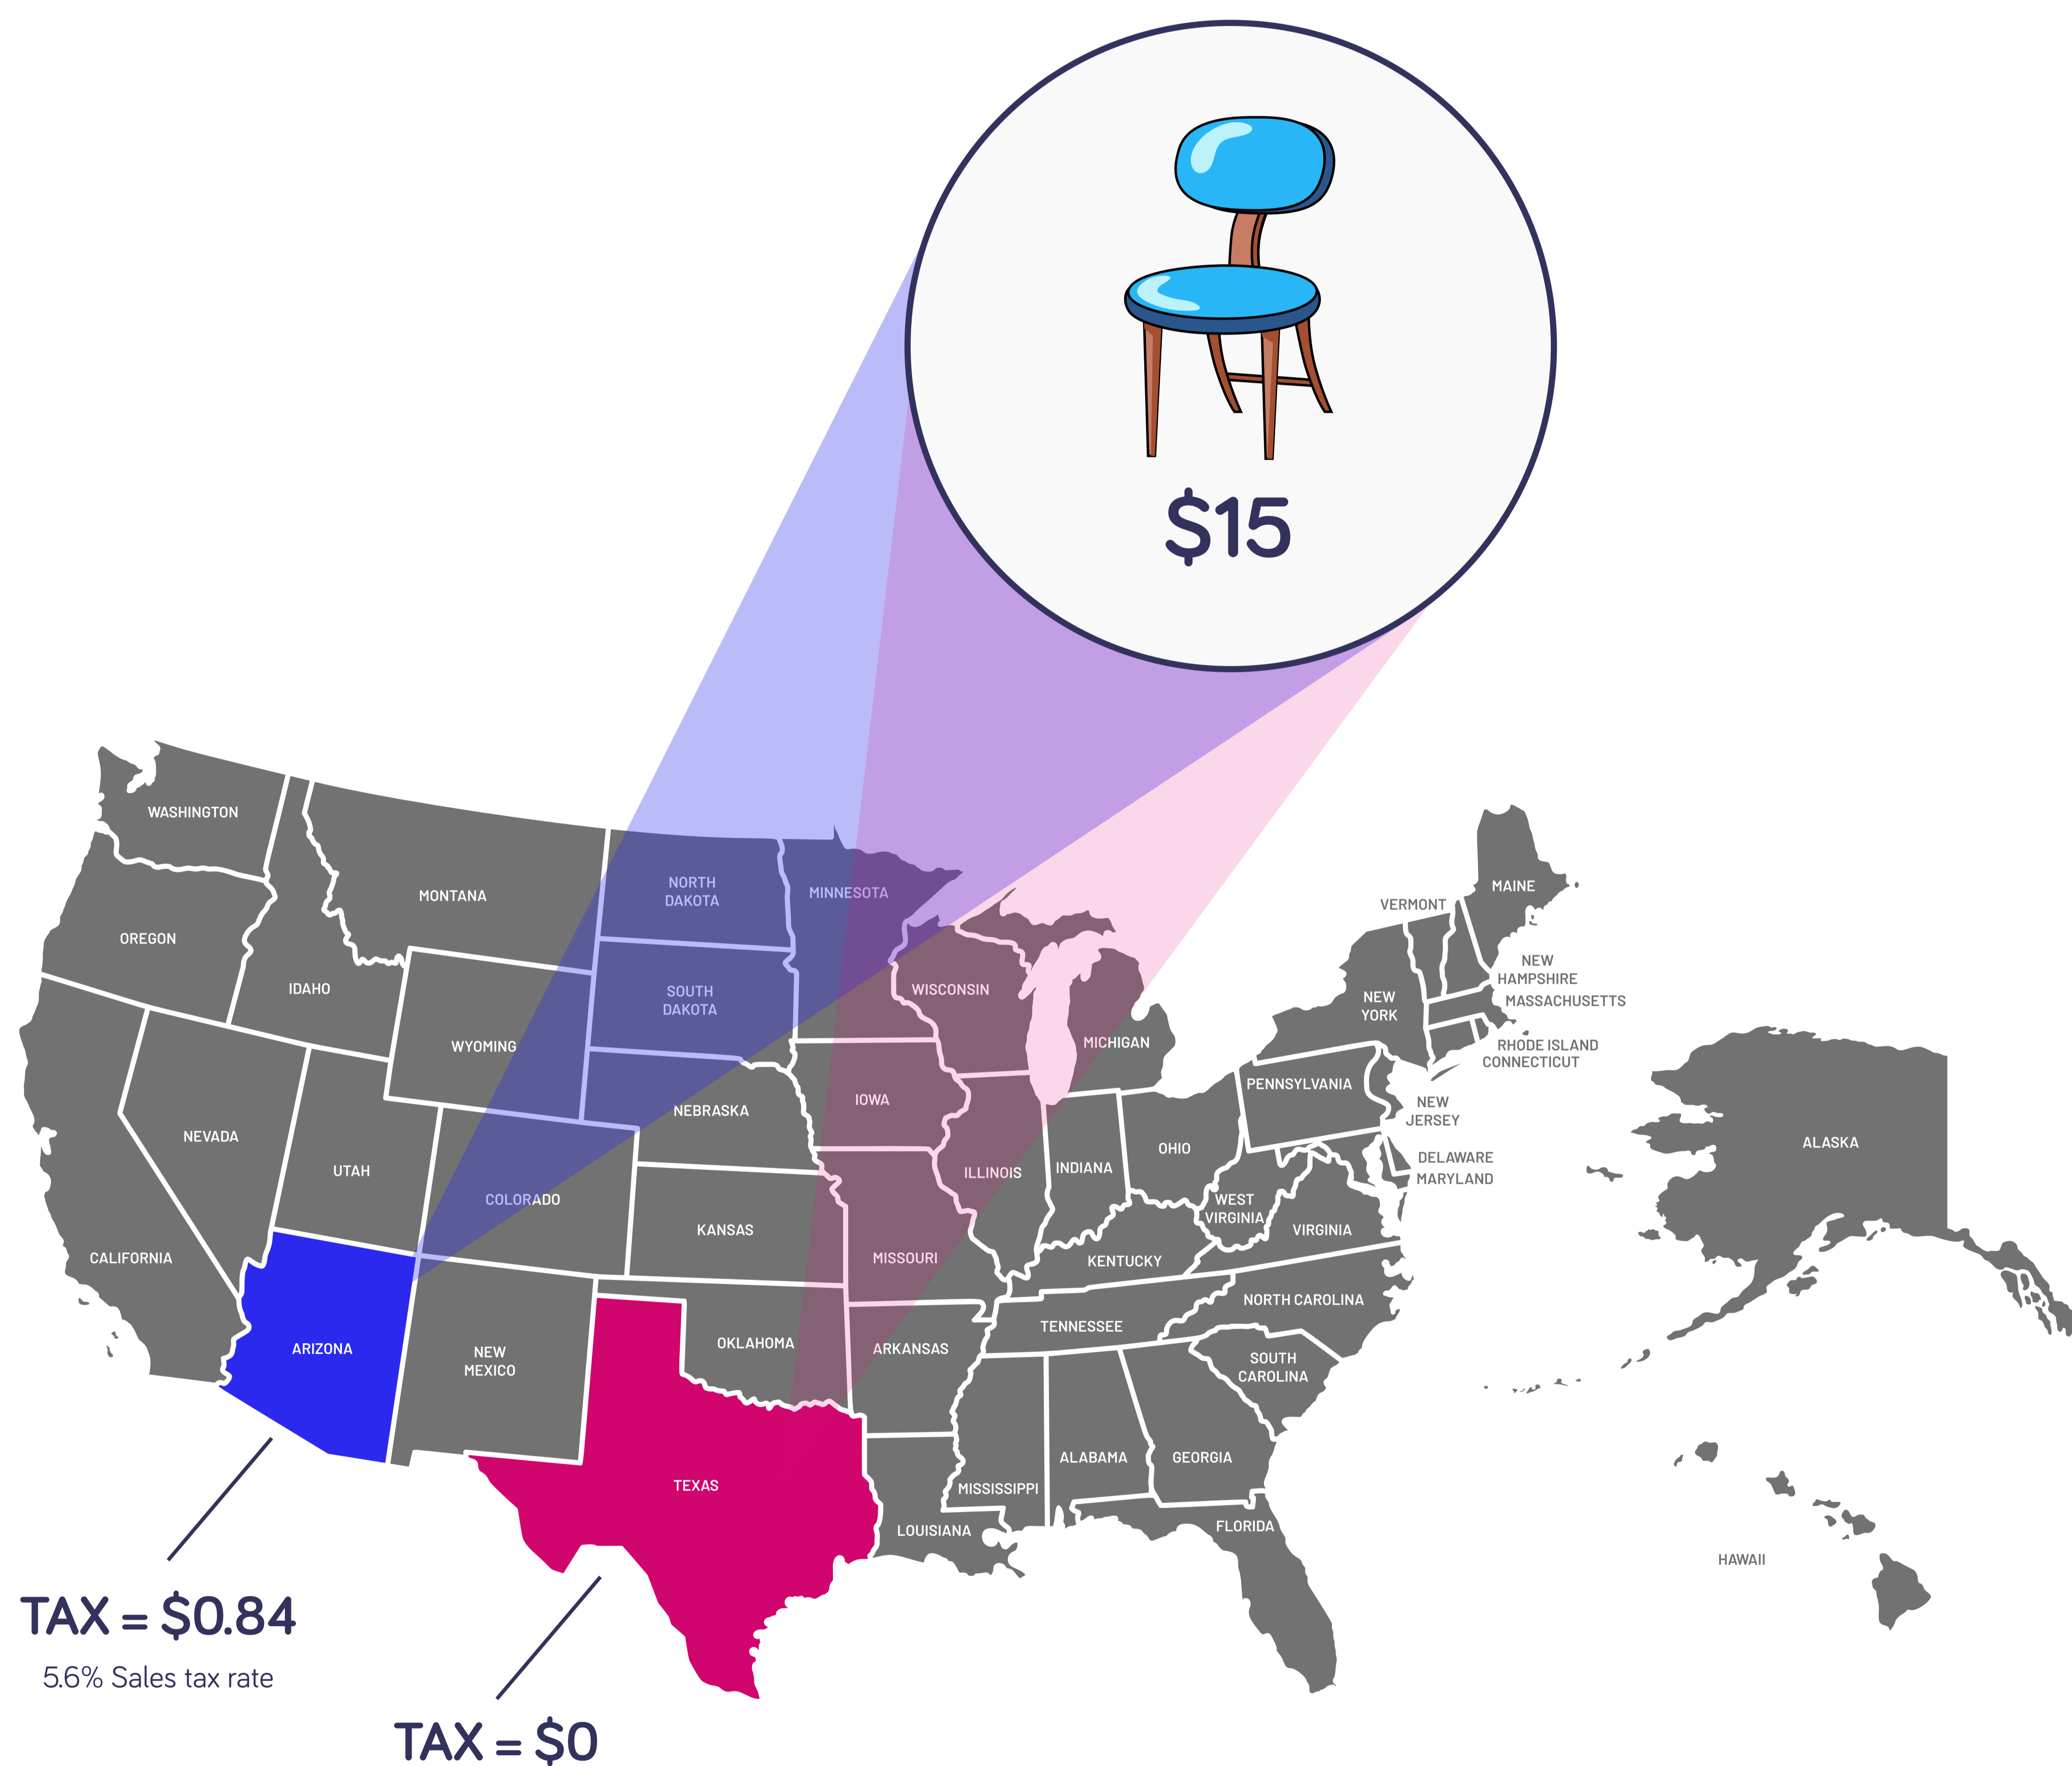 $15
WASHINGTON
MONTANA
NORTH
DAKOTA
MINNESOTA
MAINE
VERMONT
OREGON
IDAHO
SOUTH
DAKOTA
WISCONSIN
NEW
HAMPSHIRE
NEW
YORK
MASSACHUSETTS
WYOMING
MICHIGAN
RHODE ISLAND
CONNECTICUT
NEBRASKA
IOWA
PENNSYLVANIA
NEW
JERSEY
NEVADA
UTAH
COLORADO
ILLINOIS
INDIANA
OHIO
DELAWARE
MARYLAND
ALASKA
WEST
VIRGINIA
VIRGINIA
CALIFORNIA
KANSAS
MISSOURI
KENTUCKY
NORTH CAROLINA
ARIZONA
NEW
MEXICO
OKLAHOMA
ARKANSAS
TENNESSEE
SOUTH
CAROLINA
TEXAS
MISSISSIPPI
ALABAMA
GEORGIA
LOUISIANA
FLORIDA
HAWAII
TAX = $0.84
5.6% Sales tax rate
TAX = $0